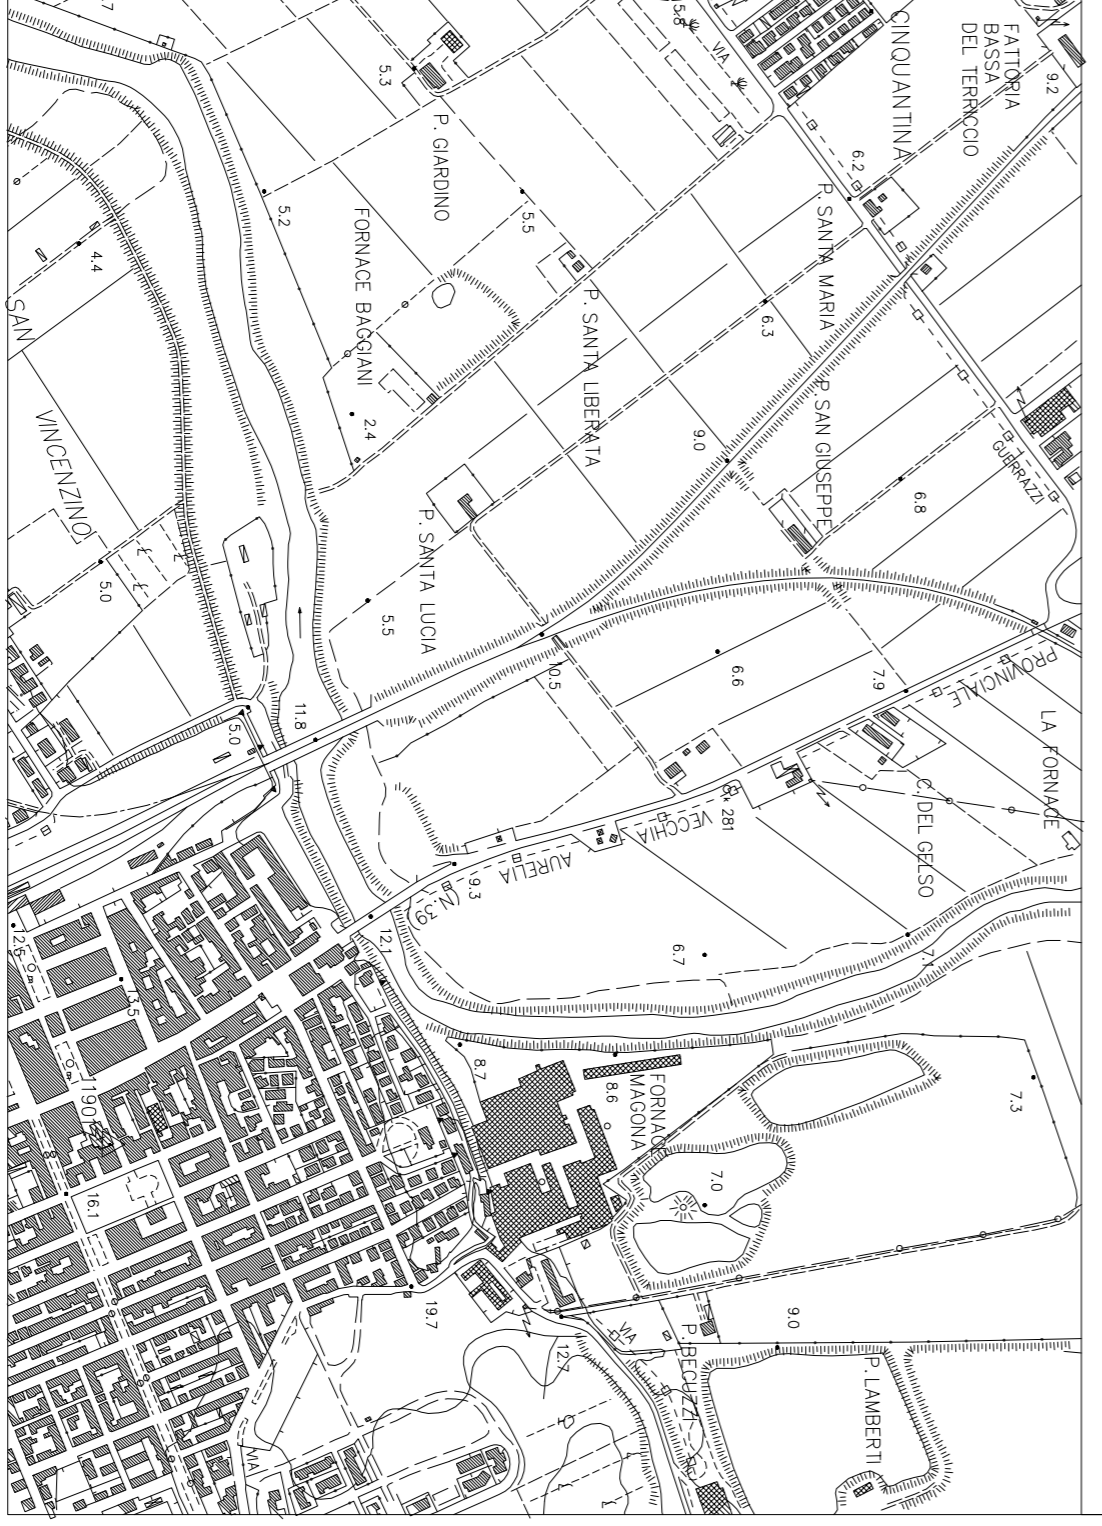 FATTORIA
BASSA
DEL TERRICCIO
9.2
CINQUANTINA
5.8
VIA
6.2
5.3
P. GIARDINO
5.5
5.2
4.4
P. SANTA MARIA
6.3
P. SANTA LIBERATA
FORNACE BAGGIANI
2.4
SAN
VINCENZINO
P. SAN GIUSEPPE
9.0
6.8
GUERRAZZI
P. SANTA LUCIA
5.5
5.0
10.5
6.6
7.9
PROVINCIALE
LA FORNACE
C. DEL GELSO
11.8
5.0
281
VECCHIA
AURELIA
(N.39)
9.3
12.1
6.7
7.1
12.5
13.5
8.7
8.6
FORNACE
MAGONA
7.3
7.0
16.1
19.7
12.7
VIA
P. BECUZZI
9.0
P. LAMBERTI
VIA